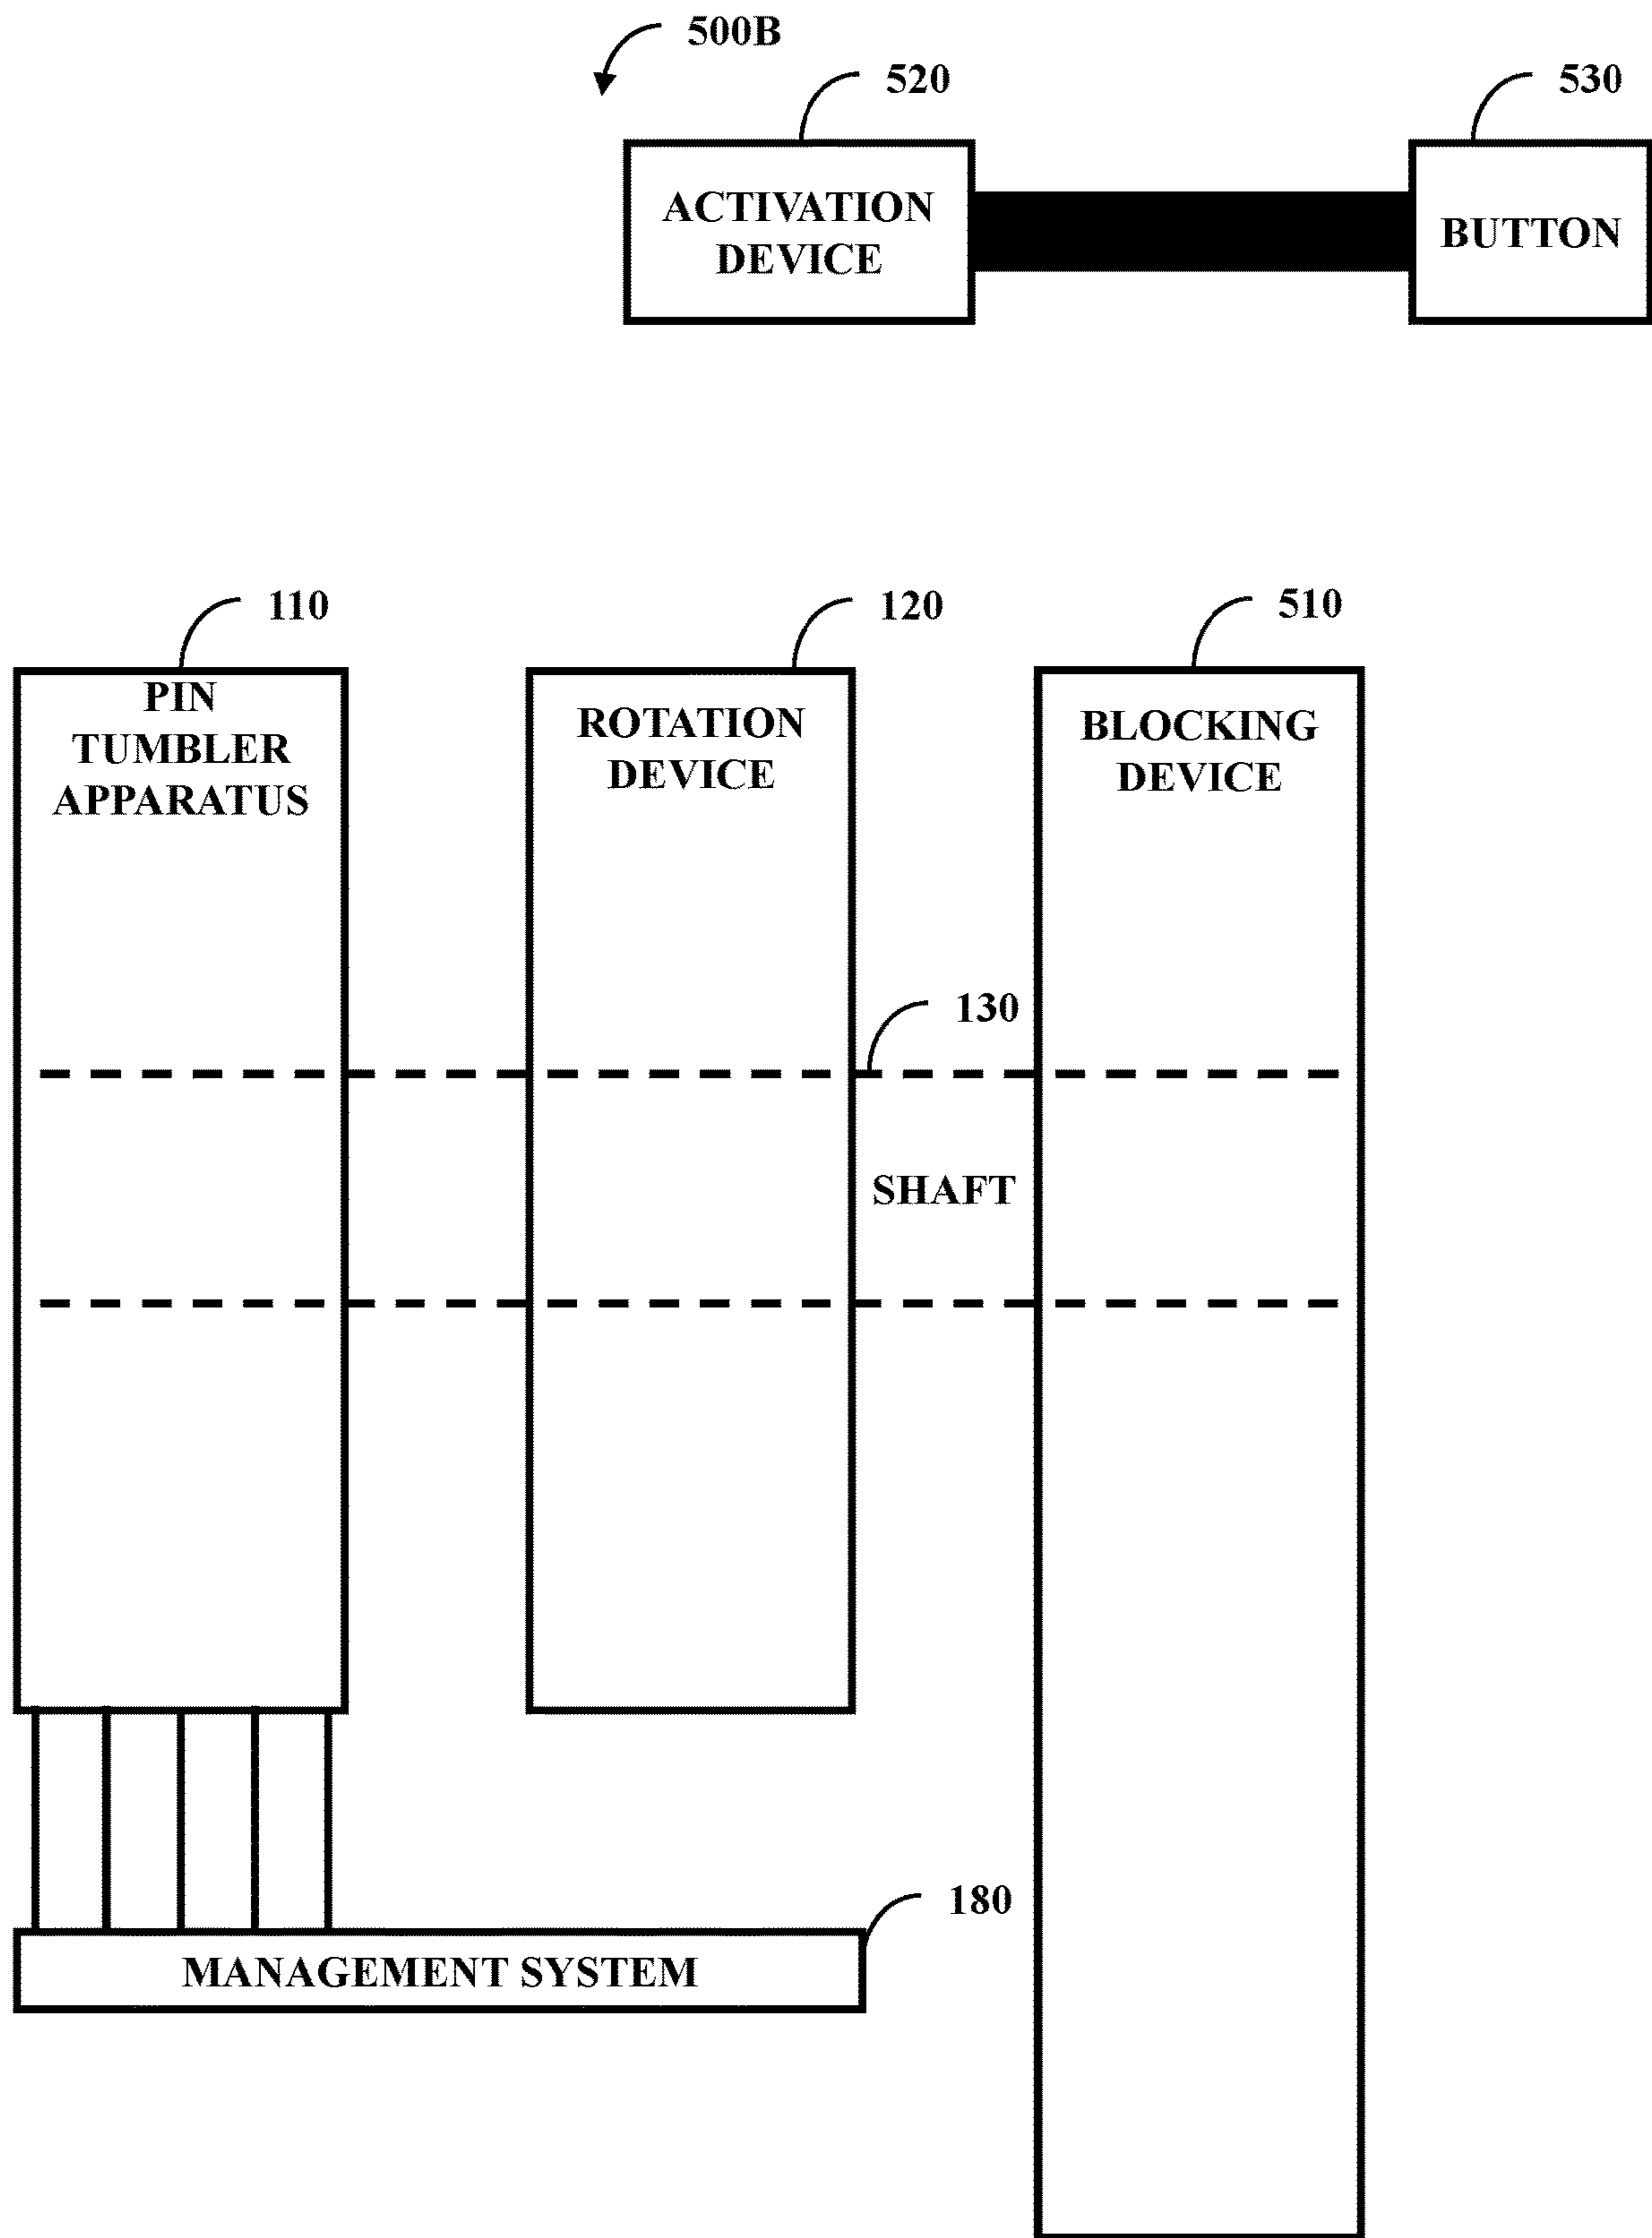 500B
520
530
ACTIVATION
DEVICE
BUTTON
110
120
510
PIN
TUMBLER
APPARATUS
ROTATION
DEVICE
BLOCKING
DEVICE
130
SHAFT
180
MANAGEMENT SYSTEM